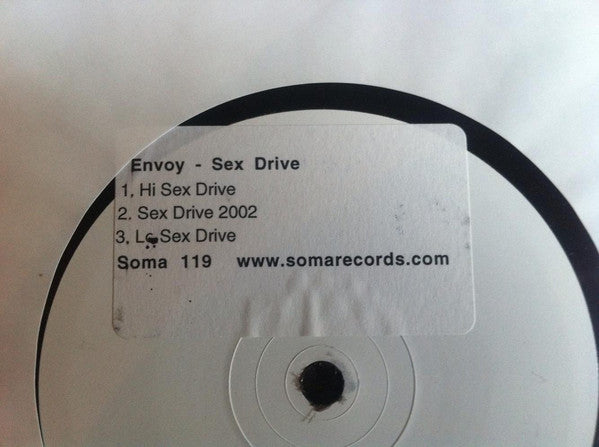 Envoy - Sex Drive
1, Hi Sex Drive
2. Sex Drive 2002
3, Lo Sex Drive
Soma 119 www.somarecords.com